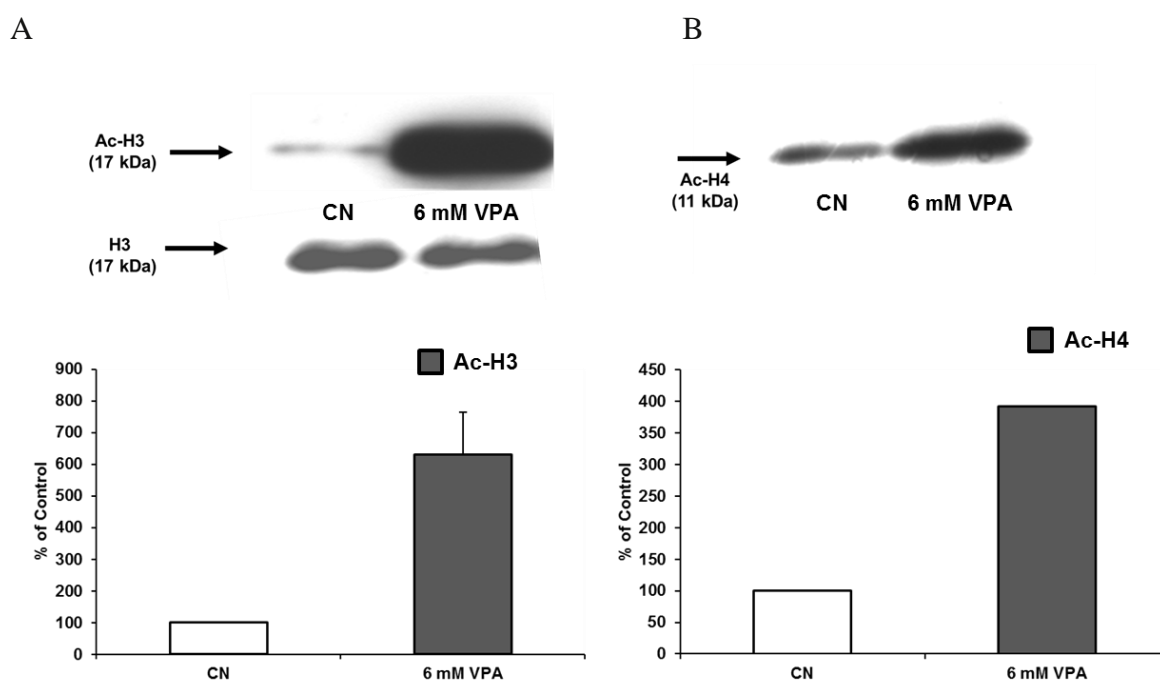 A
Ac-H3
(17 kDa)
CN 6 mM VPA
H3
(17 kDa)
Ac-H3
900
800
700
600
500
400
300
200
100
0
% of Control
CN 6 mM VPA
B
Ac-H4
(11 kDa)
CN 6 mM VPA
Ac-H4
450
400
350
300
250
200
150
100
50
0
% of Control
CN 6 mM VPA